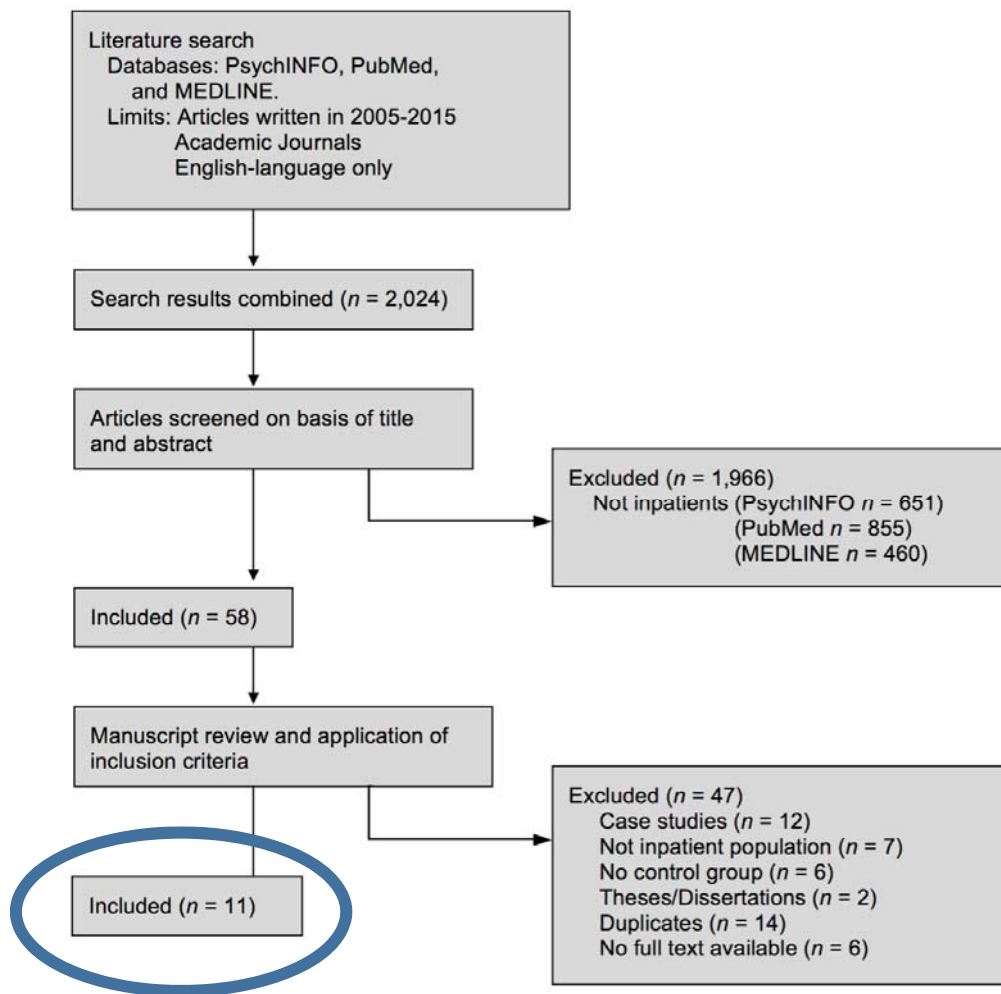 Literature search
Databases: PsychINFO, PubMed,
and MEDLINE.
Limits: Articles written in 2005-2015
Academic Journals
English-language only
Search results combined (n = 2,024)
Articles screened on basis of title
and abstract
Excluded (n = 1,966)
Not inpatients (PsychINFO n = 651)
(PubMed n = 855)
(MEDLINE n = 460)
Included (n = 58)
Manuscript review and application of
inclusion criteria
Excluded (n = 47)
Case studies (n = 12)
Not inpatient population (n = 7)
No control group (n = 6)
Theses/Dissertations (n = 2)
Duplicates (n = 14)
No full text available (n = 6)
Included (n = 11)